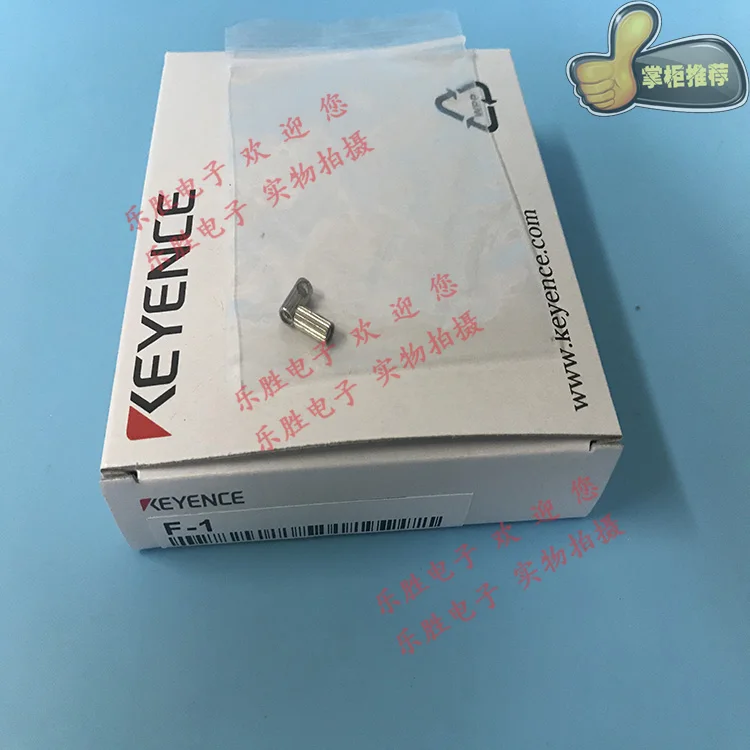 掌柜推荐
KEYENCE
www.keyence.com
乐胜电子 欢 迎 您
乐胜电子 实物拍摄
乐胜电子 欢 迎 您
乐胜电子 实物拍摄
KEYENCE
F-1
乐胜电子 欢 迎 您
乐胜电子 实物拍摄